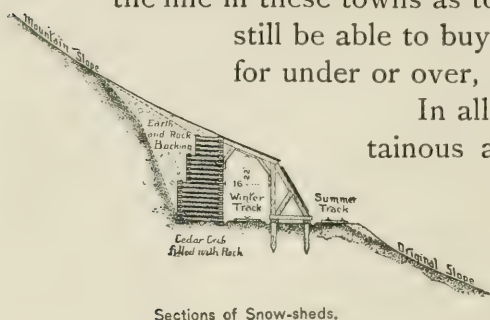 the line in these towns as to
still be able to buy
for under or over,
In all
tainous a
Mountain-Slope
Earth
and Rock
Backing
16
22
Winter
Track
Summer
Track
Cedar Crib
filled with Rock
Original Slope
Sections of Snow-sheds.